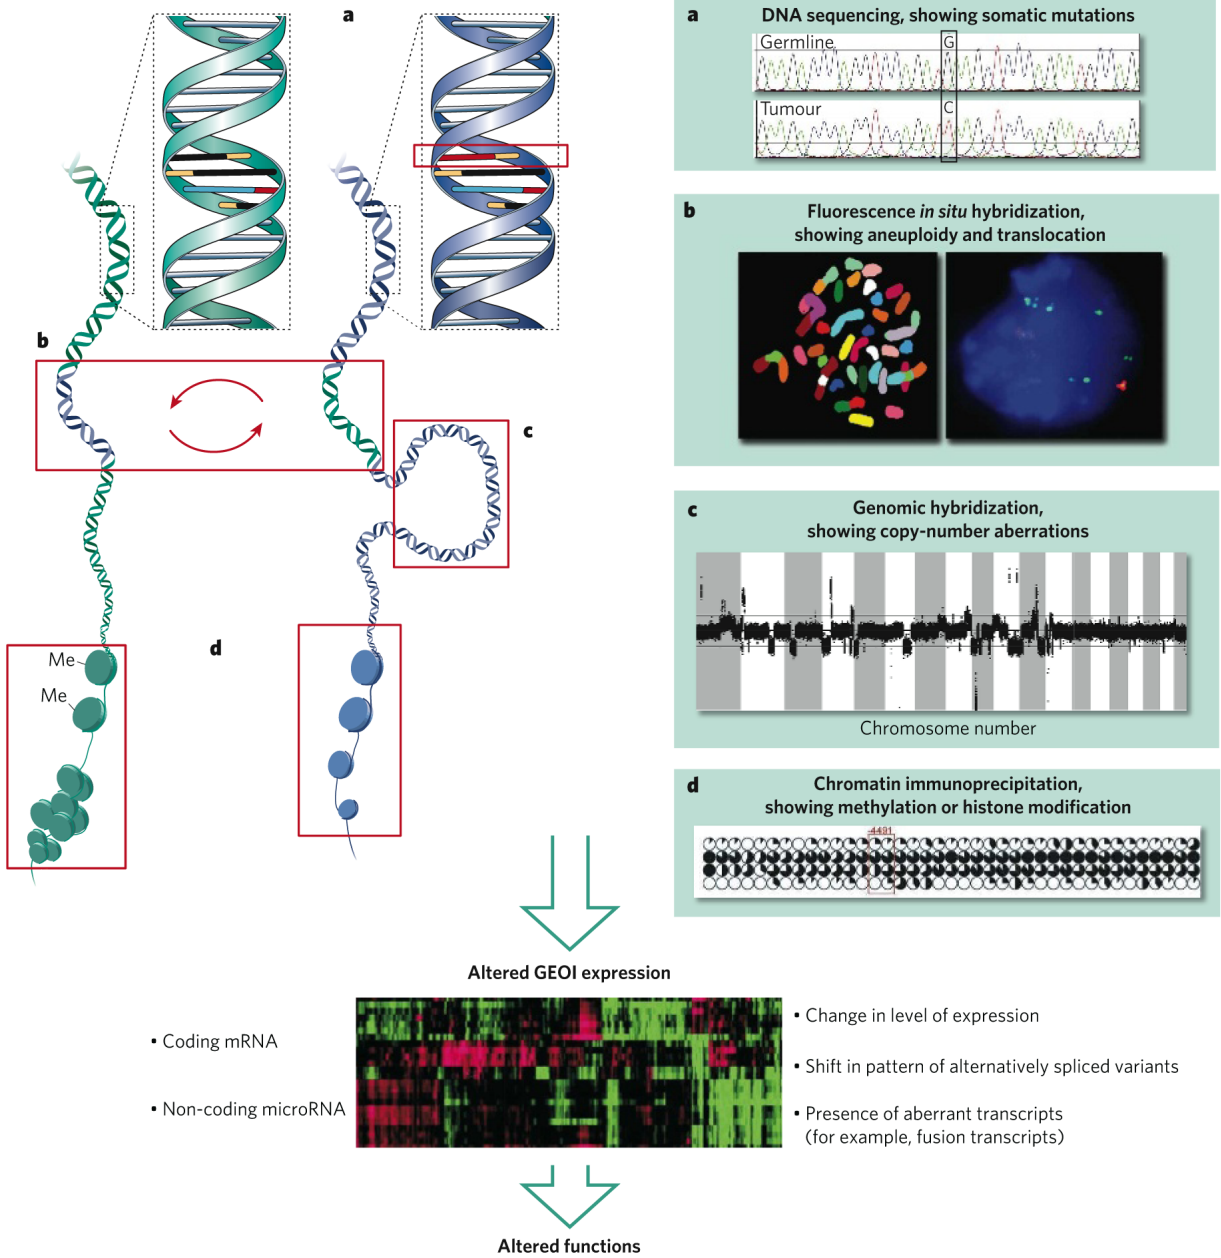 a
b
c
d
Me
Me
a
DNA sequencing, showing somatic mutations
Germline
G
Tumour
C
b
Fluorescence in situ hybridization,
showing aneuploidy and translocation
c
Genomic hybridization,
showing copy-number aberrations
Chromosome number
d
Chromatin immunoprecipitation,
showing methylation or histone modification
4491
Altered GEOI expression
• Coding mRNA
• Non-coding microRNA
• Change in level of expression
• Shift in pattern of alternatively spliced variants
• Presence of aberrant transcripts
(for example, fusion transcripts)
Altered functions